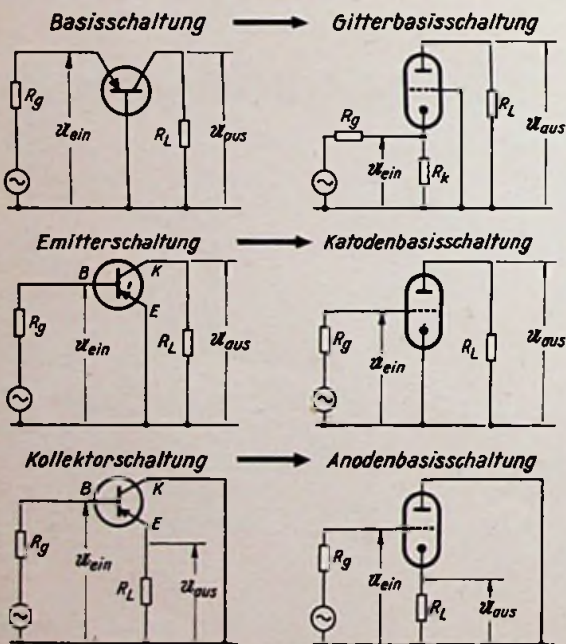 Basisschaltung Gitterbasisschaltung
Rg 𝔘ein RL 𝔘aus
Rg 𝔘ein Rk RL 𝔘aus
Emitterschaltung Katodenbasisschaltung
B K E
Rg 𝔘ein RL 𝔘aus
Rg 𝔘ein RL 𝔘aus
Kollektorschaltung Anodenbasisschaltung
B K E
Rg 𝔘ein RL 𝔘aus
Rg 𝔘ein RL 𝔘aus